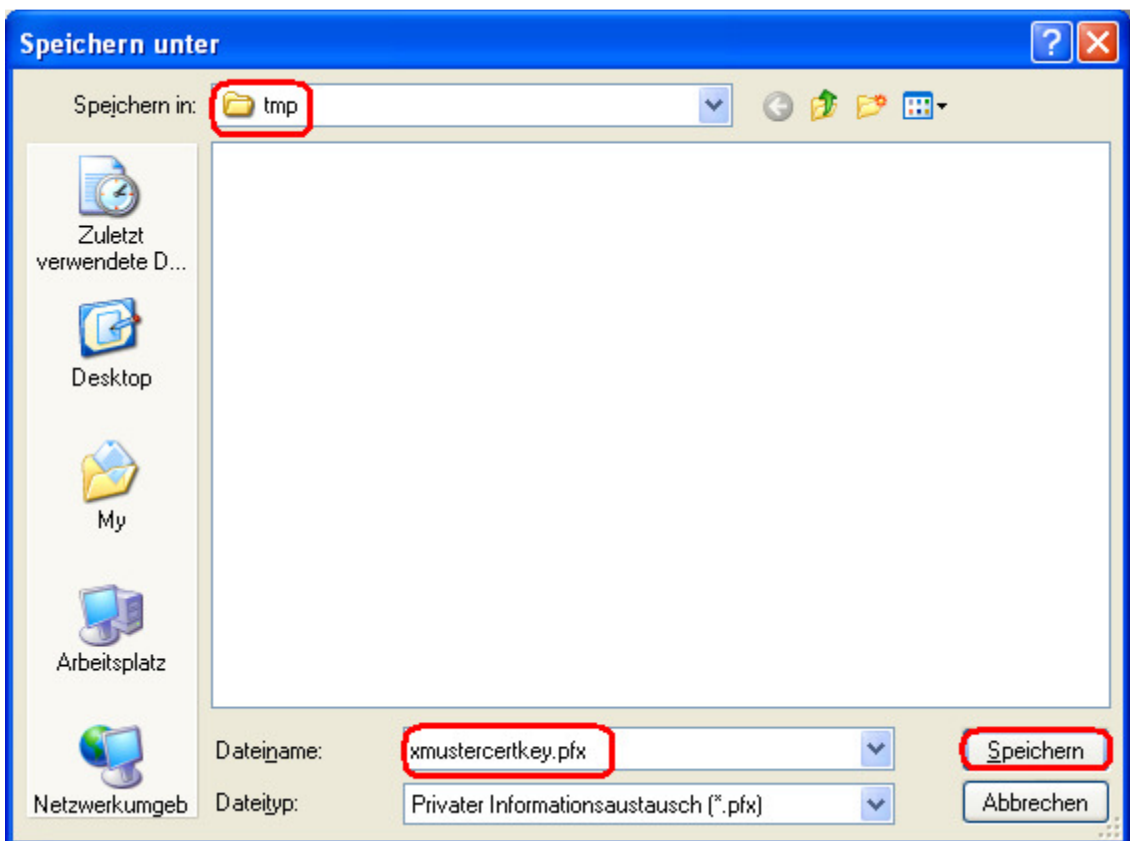 Speichern unter
Speichern in:
tmp
Zuletzt
verwendete D...
Desktop
My
Arbeitsplatz
Netzwerkumgeb
Dateiname:
xmustercertkey.pfx
Speichern
Dateityp:
Privater Informationsaustausch (*.pfx)
Abbrechen